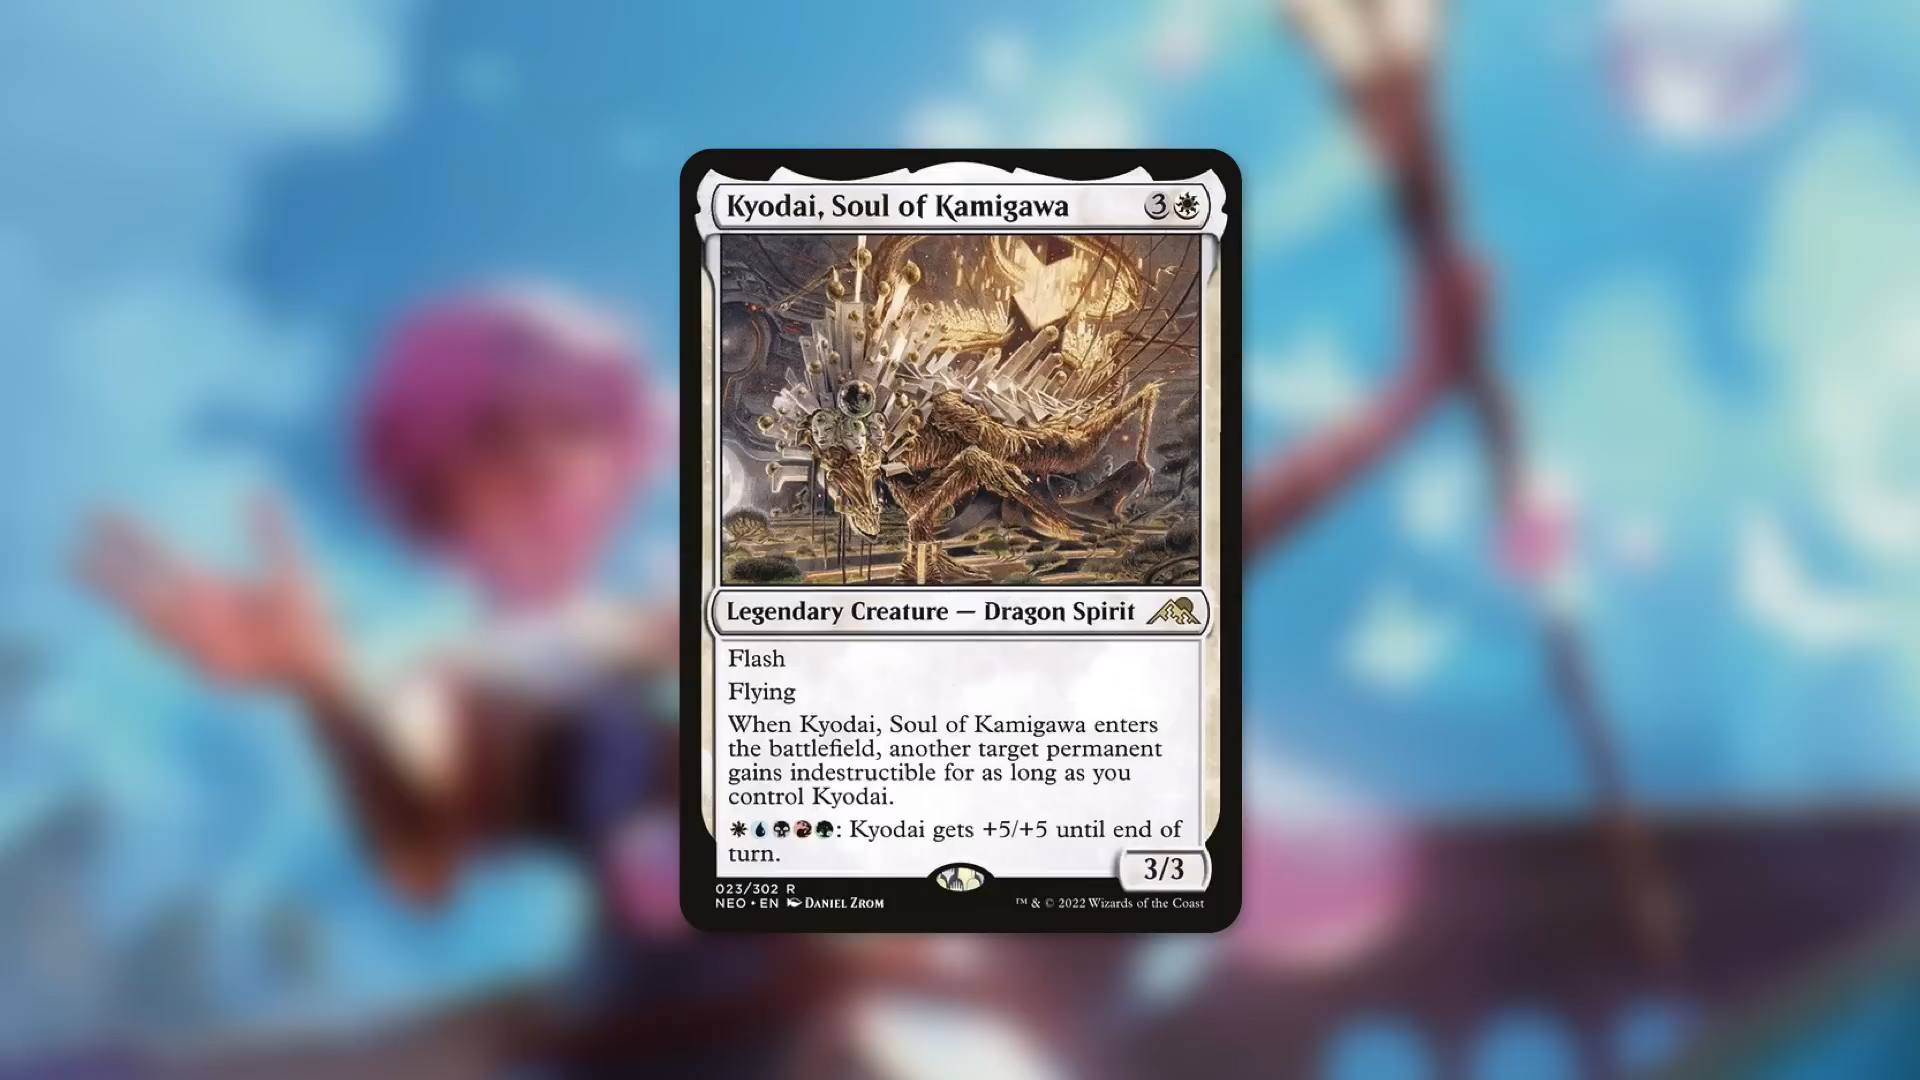 Kyodai, Soul of Kamigawa 3
Legendary Creature — Dragon Spirit
Flash
Flying
When Kyodai, Soul of Kamigawa enters
the battlefield, another target permanent
gains indestructible for as long as you
control Kyodai.
: Kyodai gets +5/+5 until end of
turn.
3/3
023/302 R
NEO • EN Daniel Zrom
™ & © 2022 Wizards of the Coast